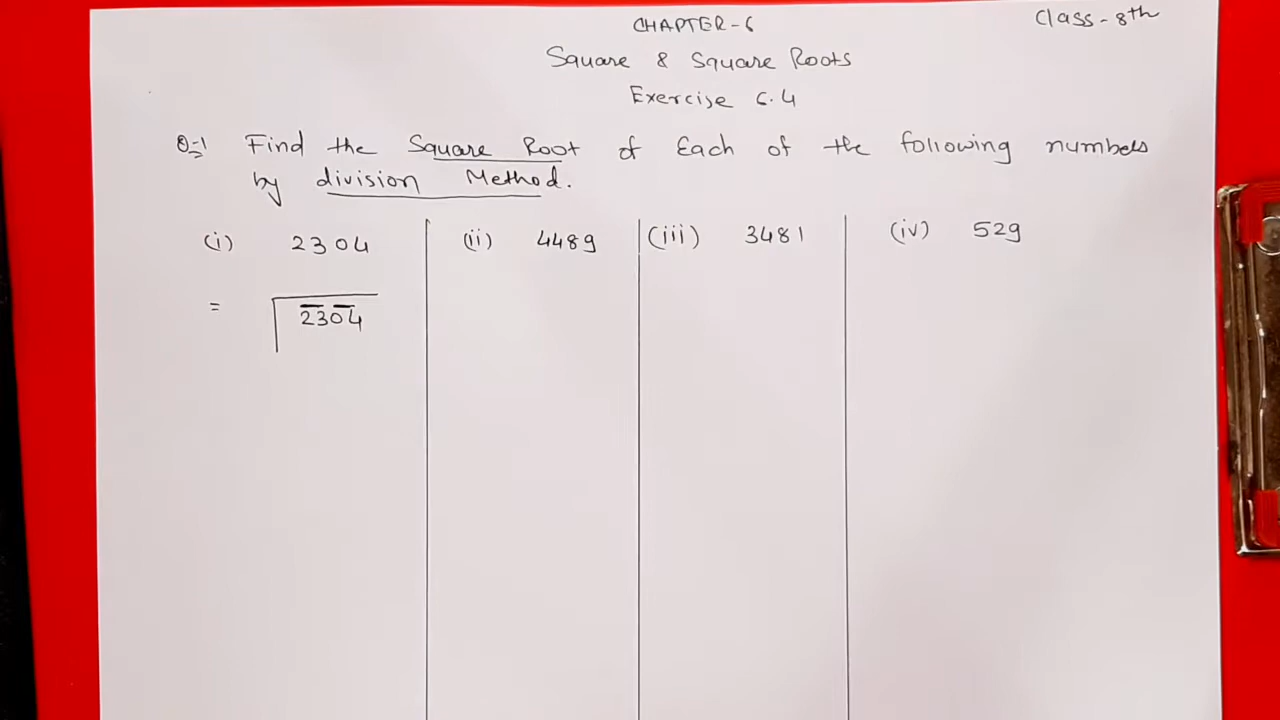 CHAPTER-6
Class-8th
Square & Square Roots
Exercise 6.4
Q-1 Find the Square Root of Each of the following numbers
by division Method.
(i) 2304 (ii) 4489 (iii) 3481 (iv) 529
= 2304